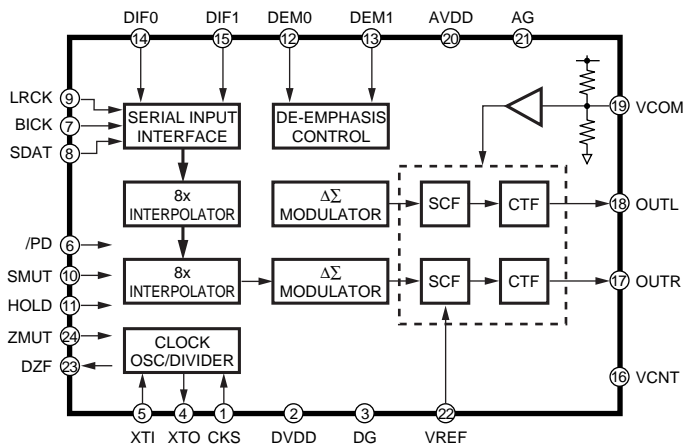 DIF0 DIF1 DEM0 DEM1 AVDD AG
14 15 12 13 20 21
LRCK 9
BICK 7
SDAT 8
SERIAL INPUT
INTERFACE
DE-EMPHASIS
CONTROL
19 VCOM
8x
INTERPOLATOR
ΔΣ
MODULATOR
SCF
CTF
18 OUTL
/PD 6
SMUT 10
HOLD 11
ZMUT 24
DZF 23
8x
INTERPOLATOR
ΔΣ
MODULATOR
SCF
CTF
17 OUTR
CLOCK
OSC/DIVIDER
16 VCNT
5 4 1 2 3 22
XTI XTO CKS DVDD DG VREF